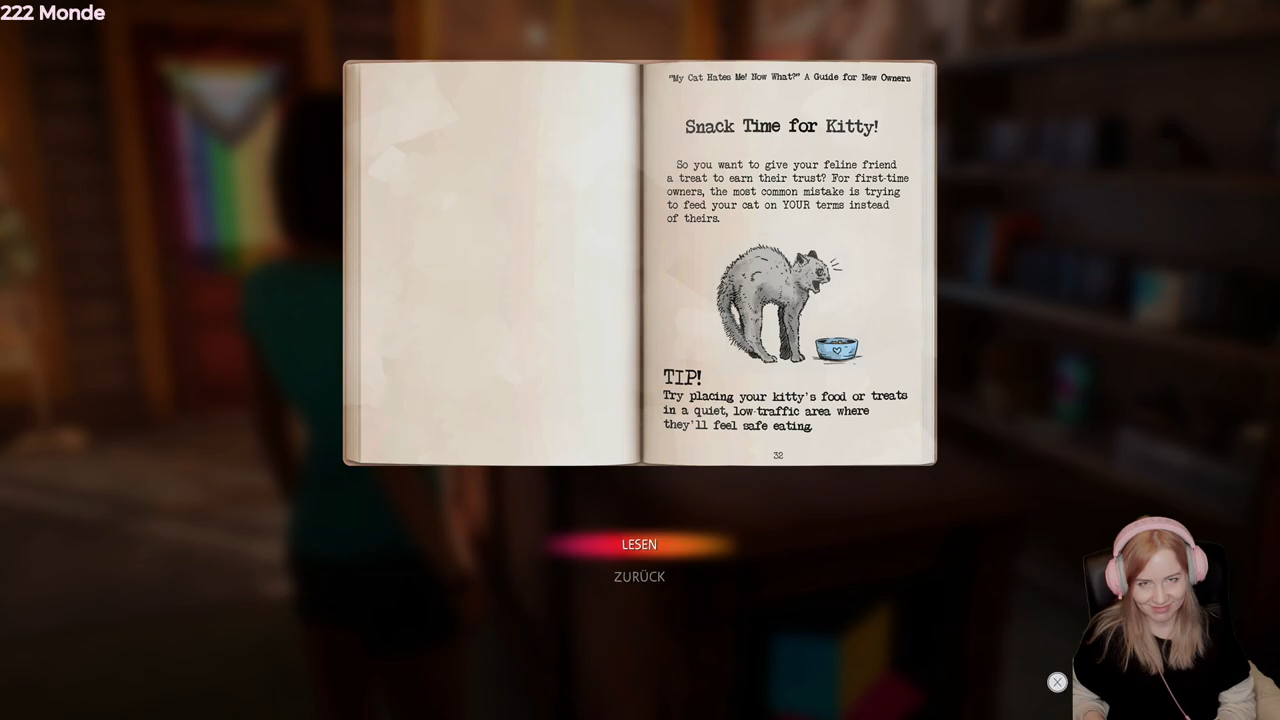 222 Monde
"My Cat Hates Me! Now What?" A Guide for New Owners
Snack Time for Kitty!
So you want to give your feline friend
a treat to earn their trust? For first-time
owners, the most common mistake is trying
to feed your cat on YOUR terms instead
of theirs.
TIP!
Try placing your kitty's food or treats
in a quiet, low-traffic area where
they'll feel safe eating.
32
LESEN
ZURÜCK